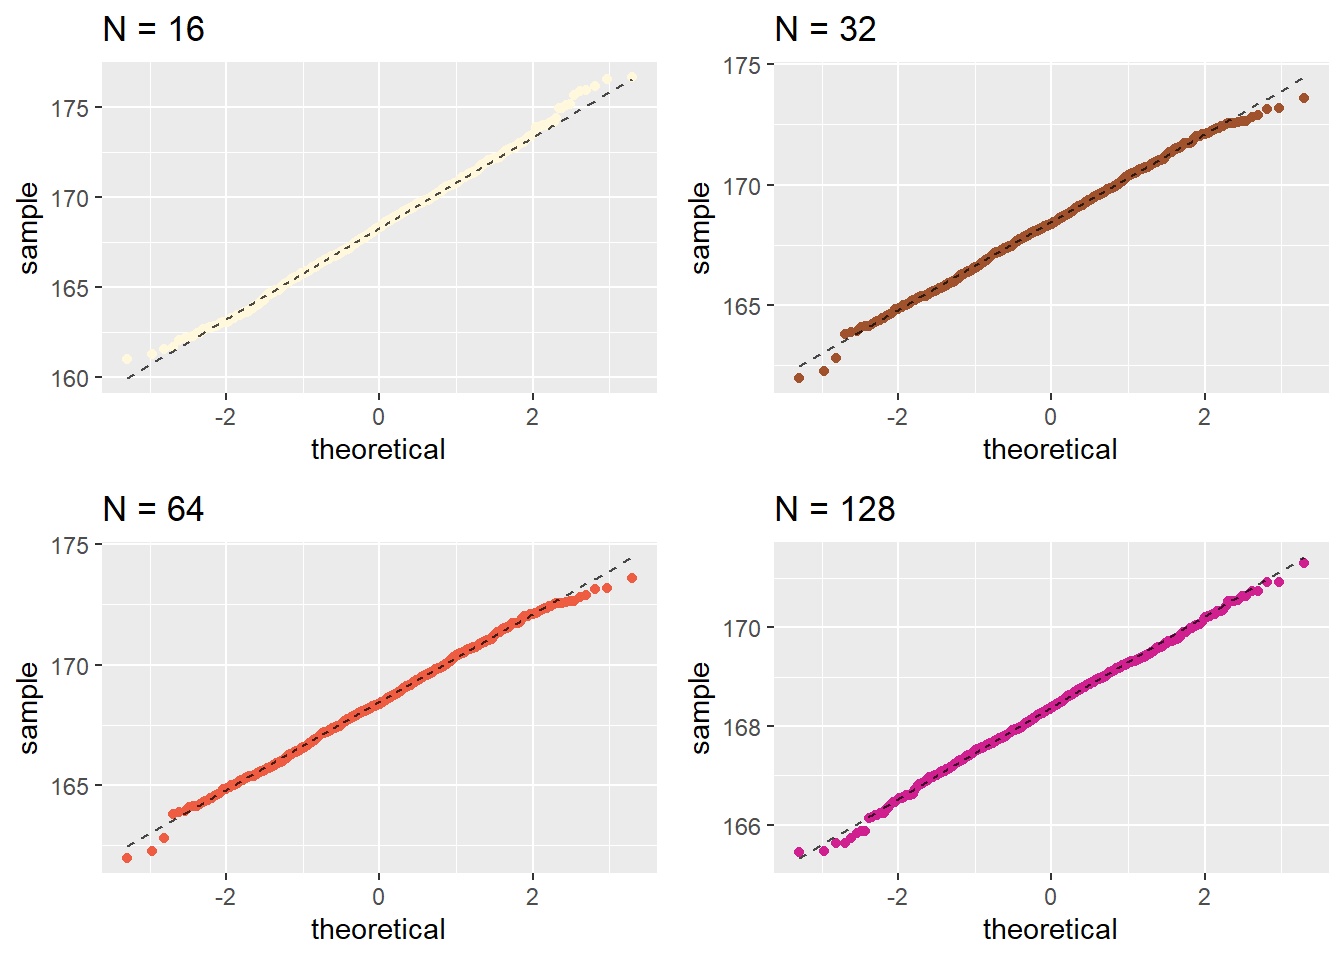 N = 16
175
170
165
160
sample
-2
0
2
theoretical
N = 32
175
170
165
sample
-2
0
2
theoretical
N = 64
175
170
165
sample
-2
0
2
theoretical
N = 128
170
168
166
sample
-2
0
2
theoretical